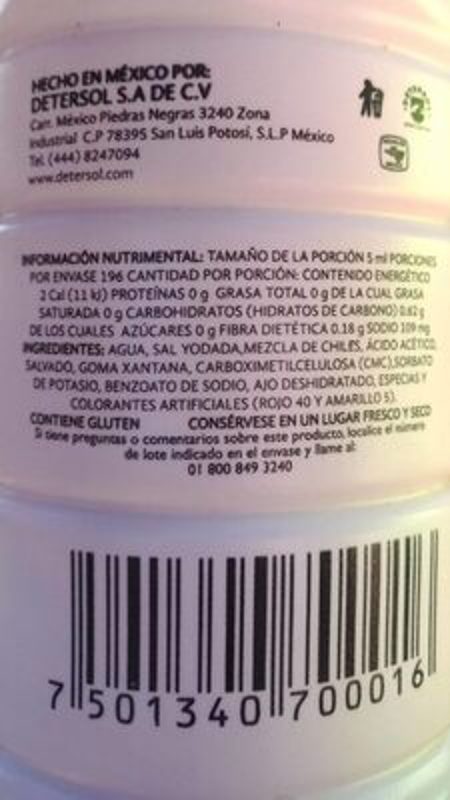 HECHO EN MÉXICO POR:
DETERSOL S.A DE C.V
Carr. México Piedras Negras 3240 Zona
Industrial C.P 78395 San Luis Potosí, S.L.P México
Tel. (444) 8247094
www.detersol.com
INFORMACIÓN NUTRIMENTAL: TAMAÑO DE LA PORCIÓN 5 ml PORCIONES
POR ENVASE 196 CANTIDAD POR PORCIÓN: CONTENIDO ENERGÉTICO
2 Cal (11 kJ) PROTEÍNAS 0 g GRASA TOTAL 0 g DE LA CUAL GRASA
SATURADA 0 g CARBOHIDRATOS (HIDRATOS DE CARBONO) 0.62 g
DE LOS CUALES AZÚCARES 0 g FIBRA DIETÉTICA 0.18 g SODIO 109 mg
INGREDIENTES: AGUA, SAL YODADA,MEZCLA DE CHILES, ÁCIDO ACÉTICO,
SALVADO, GOMA XANTANA, CARBOXIMETILCELULOSA (CMC),SORBATO
DE POTASIO, BENZOATO DE SODIO, AJO DESHIDRATADO, ESPECIAS Y
COLORANTES ARTIFICIALES (ROJO 40 Y AMARILLO 5).
CONTIENE GLUTEN CONSÉRVESE EN UN LUGAR FRESCO Y SECO
Si tiene preguntas o comentarios sobre este producto, localice el número
de lote indicado en el envase y llame al:
01 800 849 3240
7 501340 700016